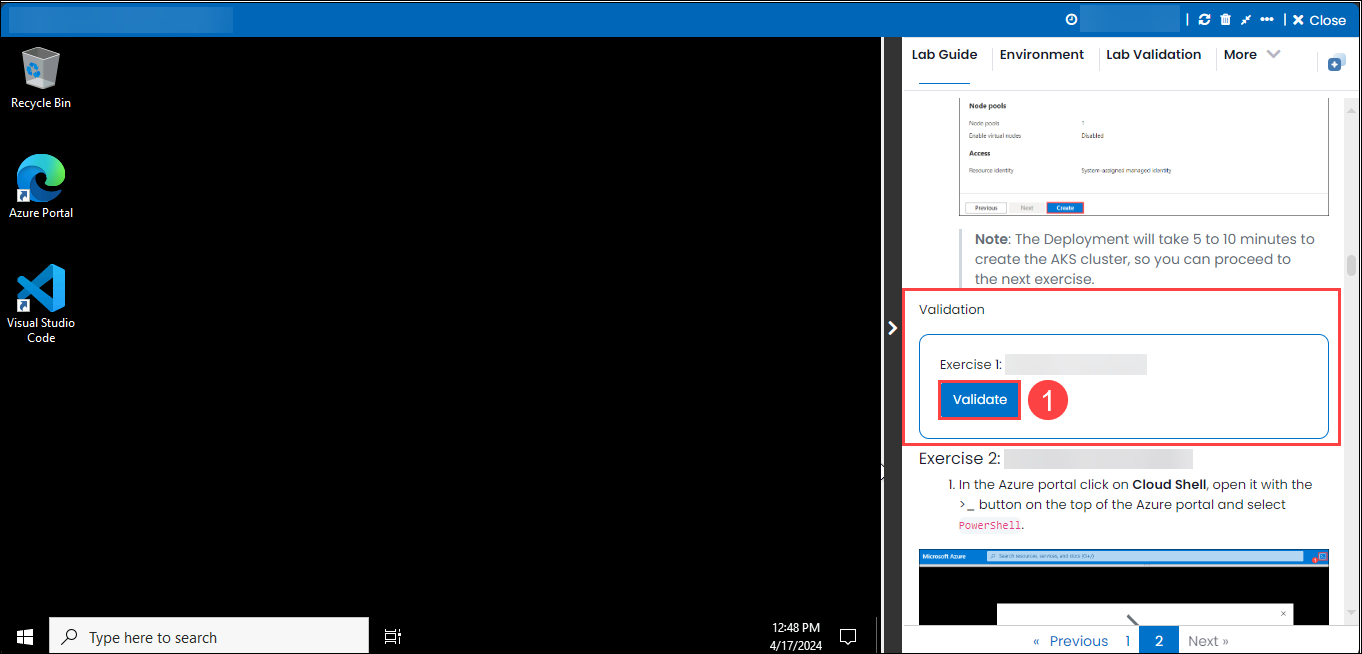 Close
Recycle Bin
Azure Portal
Visual Studio
Code
Type here to search
12:48 PM
4/17/2024
Lab Guide
Environment
Lab Validation
More
Node pools
Node pools 1
Enable virtual nodes Disabled
Access
Resource identity System-assigned managed identity
Previous Next Create
Note: The Deployment will take 5 to 10 minutes to
create the AKS cluster, so you can proceed to
the next exercise.
Validation
Exercise 1:
Validate 1
Exercise 2:
1. In the Azure portal click on Cloud Shell, open it with the
>_ button on the top of the Azure portal and select
PowerShell.
Microsoft Azure Search resources, services, and docs (G+/)
« Previous 1 2 Next »